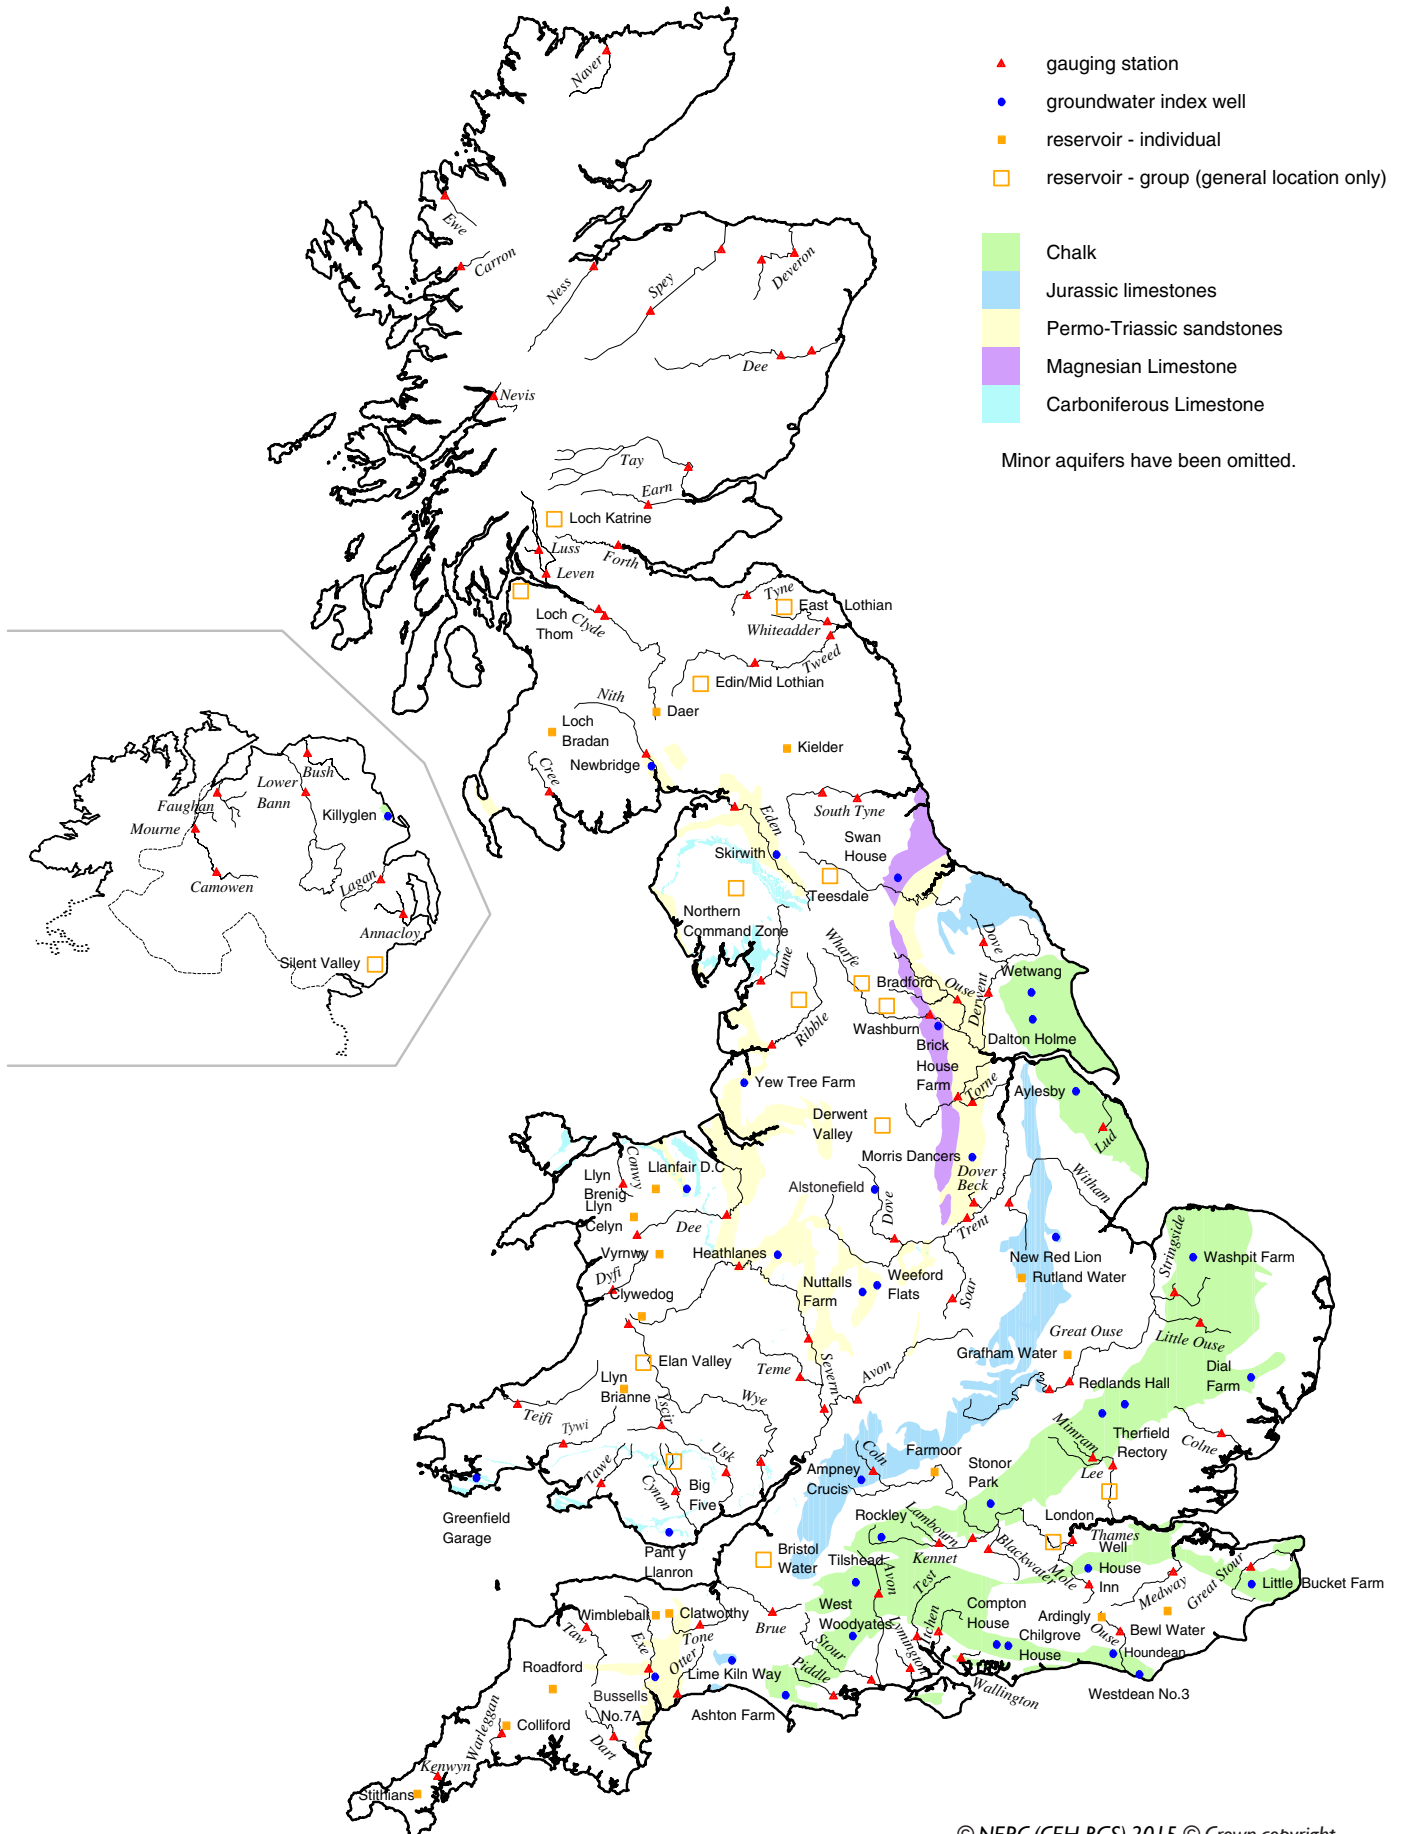 gauging station
groundwater index well
reservoir - individual
reservoir - group (general location only)
Chalk
Jurassic limestones
Permo-Triassic sandstones
Magnesian Limestone
Carboniferous Limestone
Minor aquifers have been omitted.
Naver
Ewe
Carron
Ness
Spey
Deveron
Dee
Nevis
Tay
Earn
Loch Katrine
Luss
Forth
Leven
Loch
Thom
Clyde
Tyne
East Lothian
Whiteadder
Tweed
Edin/Mid Lothian
Nith
Daer
Loch
Bradan
Kielder
Newbridge
Cree
Bush
Lower
Bann
Faughan
Mourne
Killyglen
Camowen
Lagan
Annacloy
Silent Valley
Eden
South Tyne
Swan
House
Skirwith
Teesdale
Northern
Command Zone
Lune
Wharfe
Dove
Wetwang
Bradford
Ouse
Derwent
Washburn
Ribble
Brick
House
Farm
Dalton Holme
Yew Tree Farm
Torne
Aylesby
Derwent
Valley
Lud
Morris Dancers
Dover
Beck
Conwy
Llanfair D.C
Llyn
Brenig
Alstonefield
Dove
Witham
Llyn
Celyn
Dee
Trent
Stringside
Vyrnwy
Heathlanes
New Red Lion
Washpit Farm
Dyfi
Clywedog
Nuttalls
Farm
Weeford
Flats
Soar
Rutland Water
Great Ouse
Little Ouse
Elan Valley
Teme
Severn
Avon
Grafham Water
Dial
Farm
Llyn
Brianne
Yscir
Wye
Redlands Hall
Teifi
Tywi
Mimram
Therfield
Rectory
Colne
Usk
Coln
Farmoor
Tawe
Cynon
Big
Five
Ampney
Crucis
Stonor
Park
Lee
Greenfield
Garage
Rockley
Lambourn
London
Pant y
Llanron
Bristol
Water
Tilshead
Kennet
Blackwater
Thames
Well
House
Inn
Avon
Test
Mole
Medway
Great Stour
Little Bucket Farm
Wimbleball
Clatworthy
West
Woodyates
Compton
House
Ardingly
Taw
Exe
Tone
Brue
Stour
Lymington
Itchen
Chilgrove
House
Ouse
Bewl Water
Houndean
Roadford
Otter
Lime Kiln Way
Piddle
Wallington
Westdean No.3
Bussells
No.7A
Ashton Farm
Warleggan
Colliford
Dart
Kenwyn
Stithians
© NERC (CEH BGS) 2015 © Crown copyright